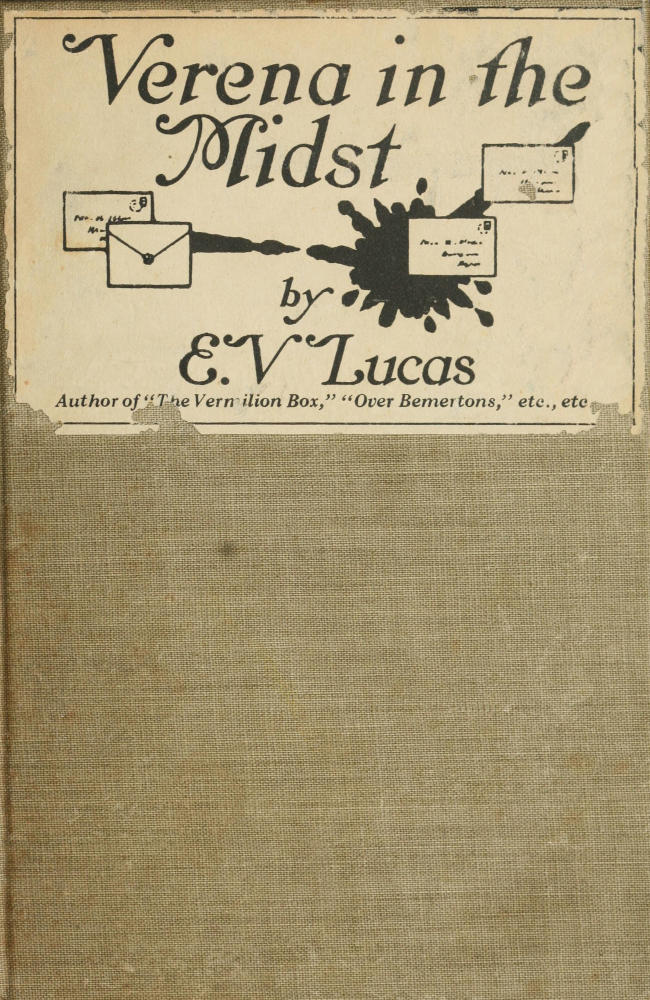 Verena in the
Midst
by
E.V Lucas
Author of “The Vermilion Box,” “Over Bemertons,” etc., etc